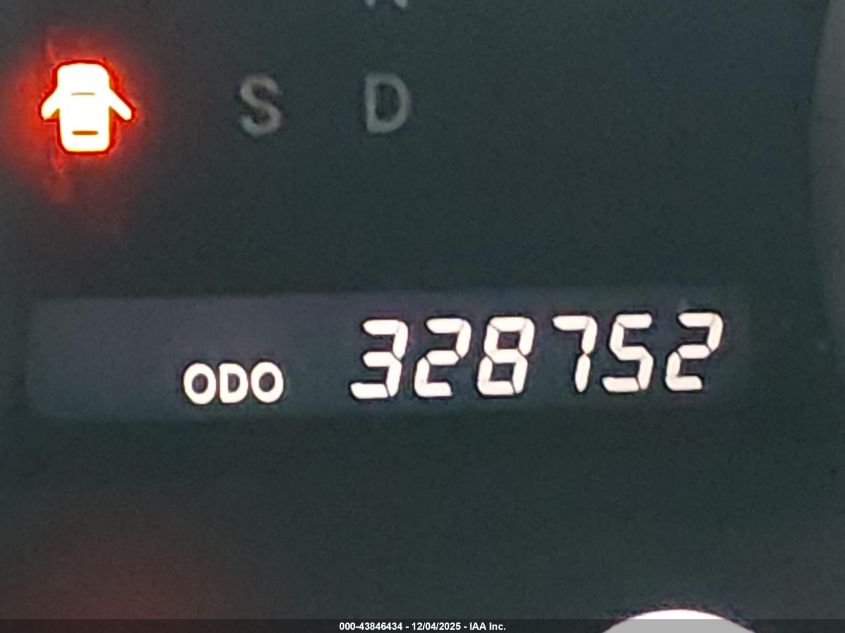 S D
ODO 328752
000-43846434 - 12/04/2025 - IAA Inc.